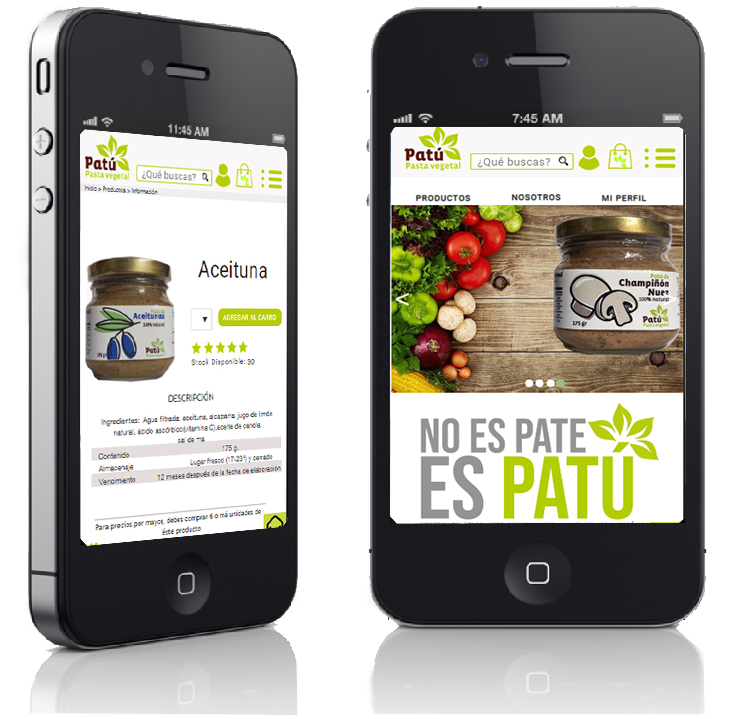 11:45 AM
Patú
Pasta vegetal
¿Qué buscas?
Inicio > Productos > Información
Aceituna
Patú de
Aceitunas
100% natural
Patú
AGREGAR AL CARRO
Stock Disponible: 30
DESCRIPCIÓN
Ingredientes: Agua filtrada, aceituna, alcaparra, jugo de limón
natural, ácido ascórbico(vitamina C),aceite de canola,
sal de ma
Contenido 175 g.
Almacenaje Lugar fresco (17-23°) y cerrado
Vencimiento 12 meses después de la fecha de elaboración
Para precios por mayor, debes comprar 6 o má unidades de
éste producto
7:45 AM
Patú
Pasta vegetal
¿Qué buscas?
PRODUCTOS NOSOTROS MI PERFIL
Patú de
Champiñón
Nuez
100% natural
Patú
Pasta vegetal
175 gr
<
>
NO ES PATE
ES PATU